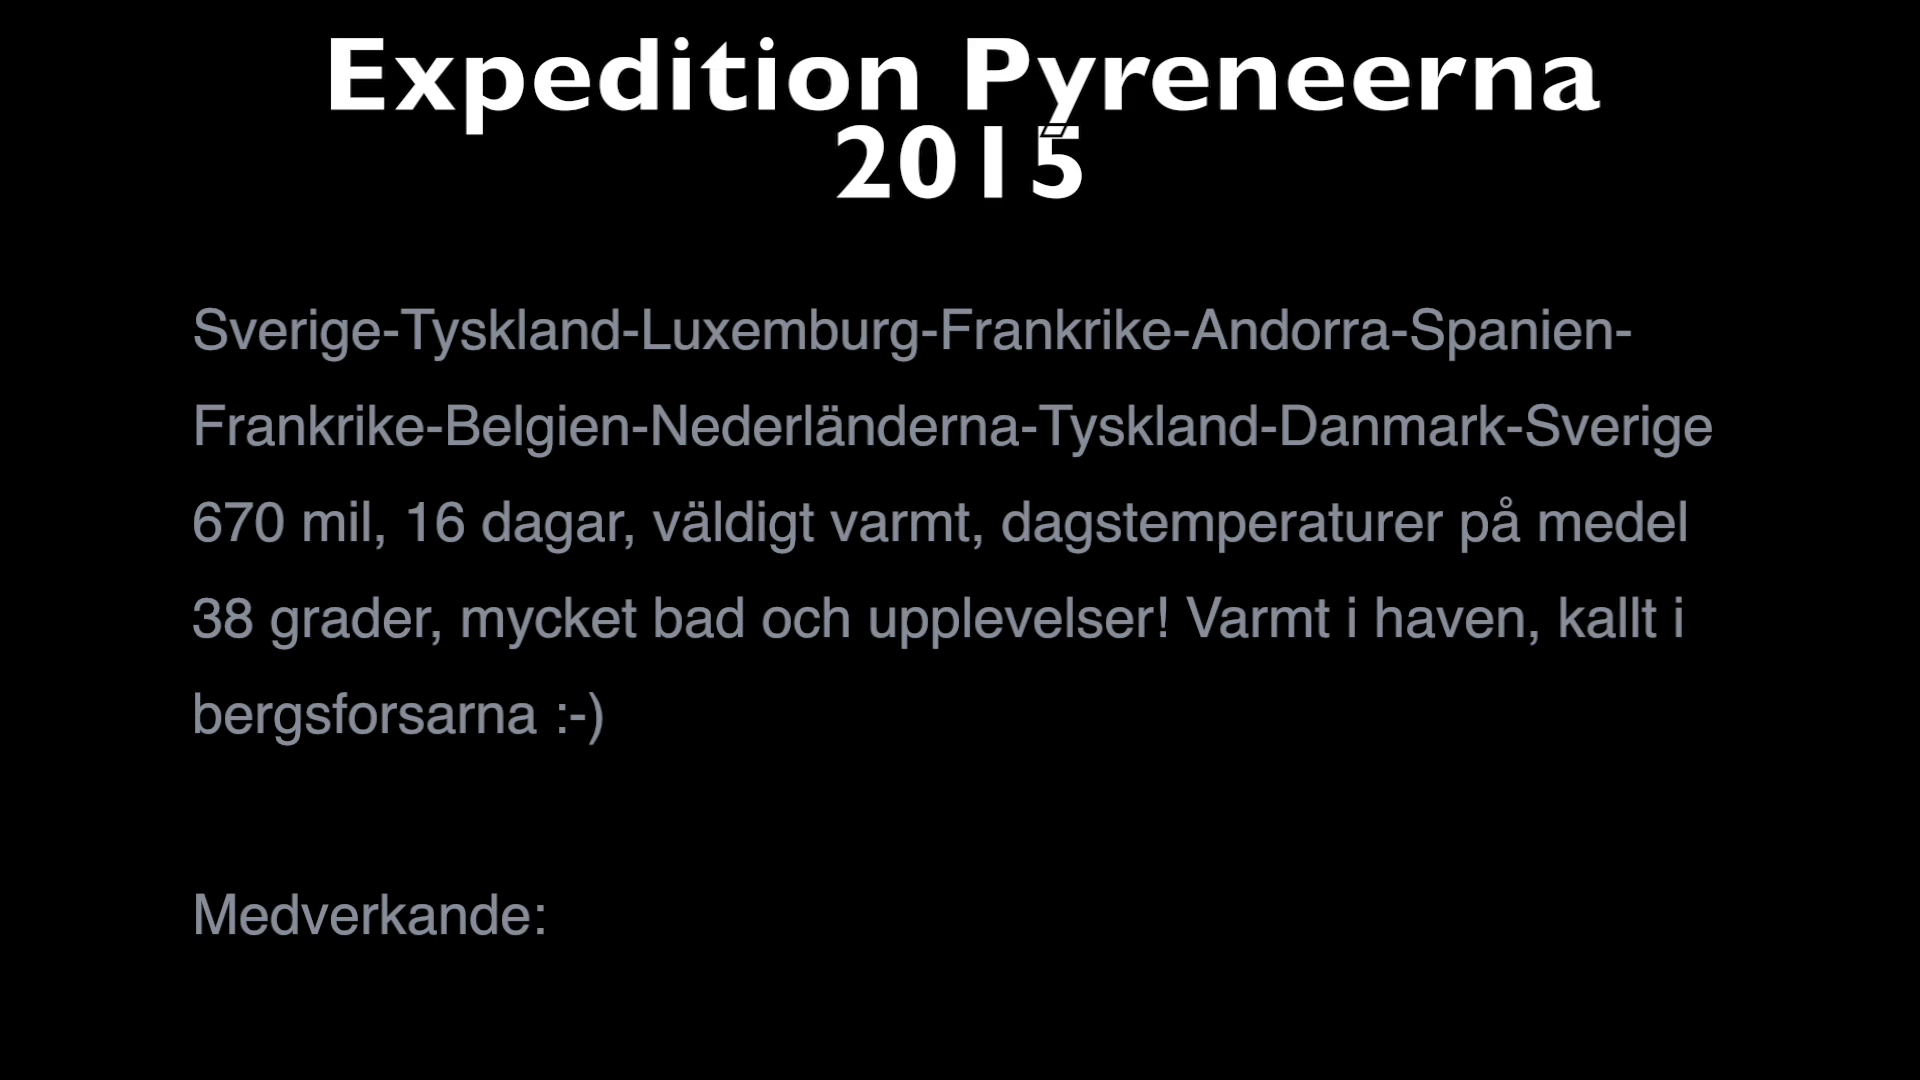 Expedition Pyreneerna
2015
Sverige-Tyskland-Luxemburg-Frankrike-Andorra-Spanien-
Frankrike-Belgien-Nederländerna-Tyskland-Danmark-Sverige
670 mil, 16 dagar, väldigt varmt, dagstemperaturer på medel
38 grader, mycket bad och upplevelser! Varmt i haven, kallt i
bergsforsarna :-)
Medverkande: